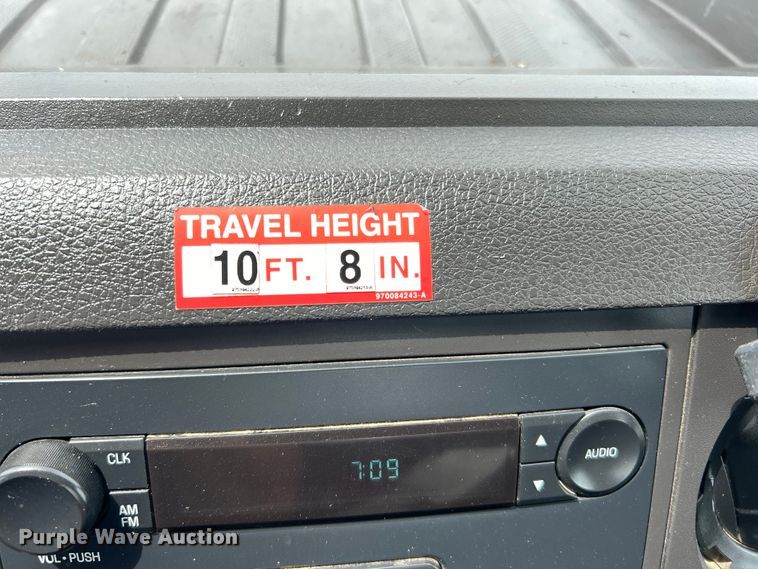 TRAVEL HEIGHT
10 FT. 8 IN.
970084243-A
CLK
7:09
AUDIO
AM
FM
VOL • PUSH
Purple Wave Auction